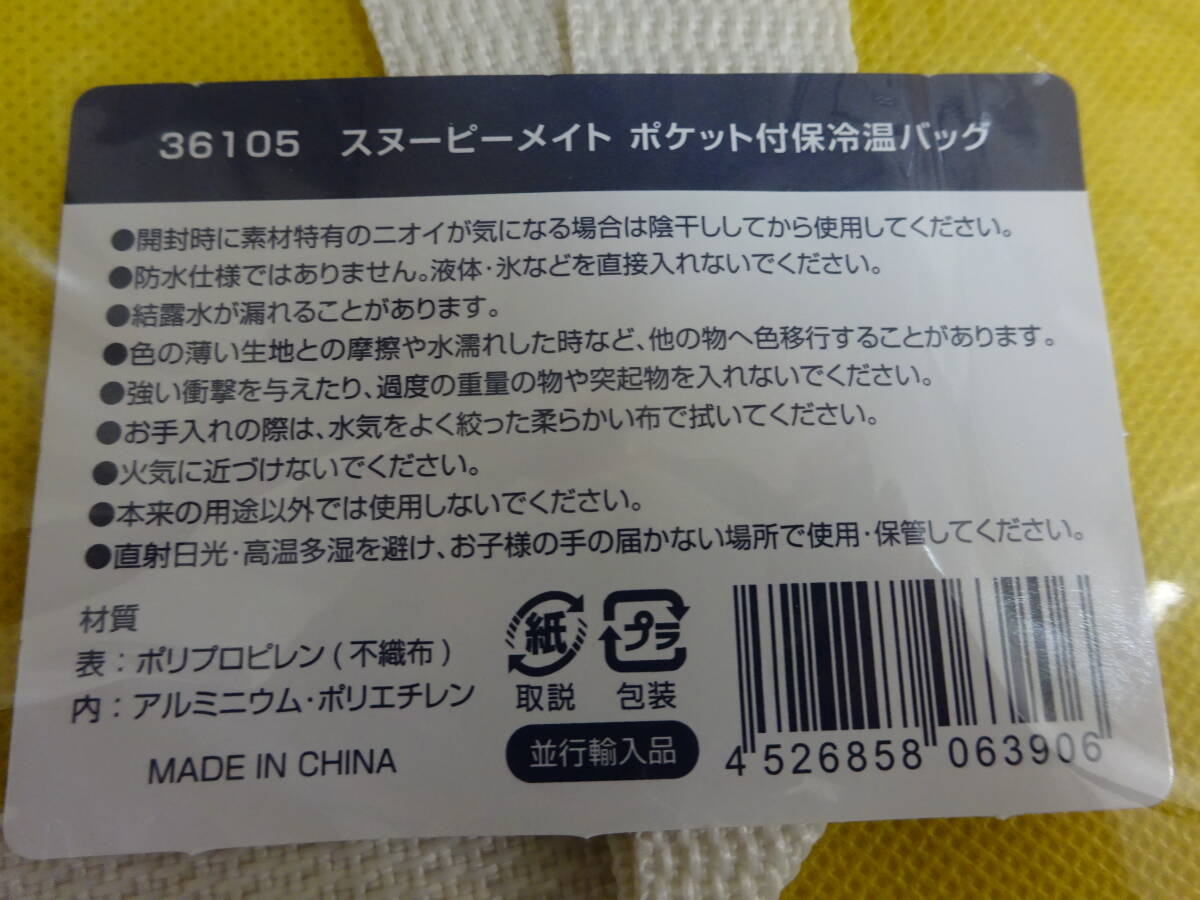 36105 スヌーピーメイト ポケット付保冷温バッグ
●開封時に素材特有のニオイが気になる場合は陰干ししてから使用してください。
●防水仕様ではありません。液体・氷などを直接入れないでください。
●結露水が漏れることがあります。
●色の薄い生地との摩擦や水濡れした時など、他の物へ色移行することがあります。
●強い衝撃を与えたり、過度の重量の物や突起物を入れないでください。
●お手入れの際は、水気をよく絞った柔らかい布で拭いてください。
●火気に近づけないでください。
●本来の用途以外では使用しないでください。
●直射日光・高温多湿を避け、お子様の手の届かない場所で使用・保管してください。
材質
表：ポリプロピレン(不織布)
内：アルミニウム・ポリエチレン
MADE IN CHINA
紙
取説
プラ
包装
並行輸入品
4 526858 063906